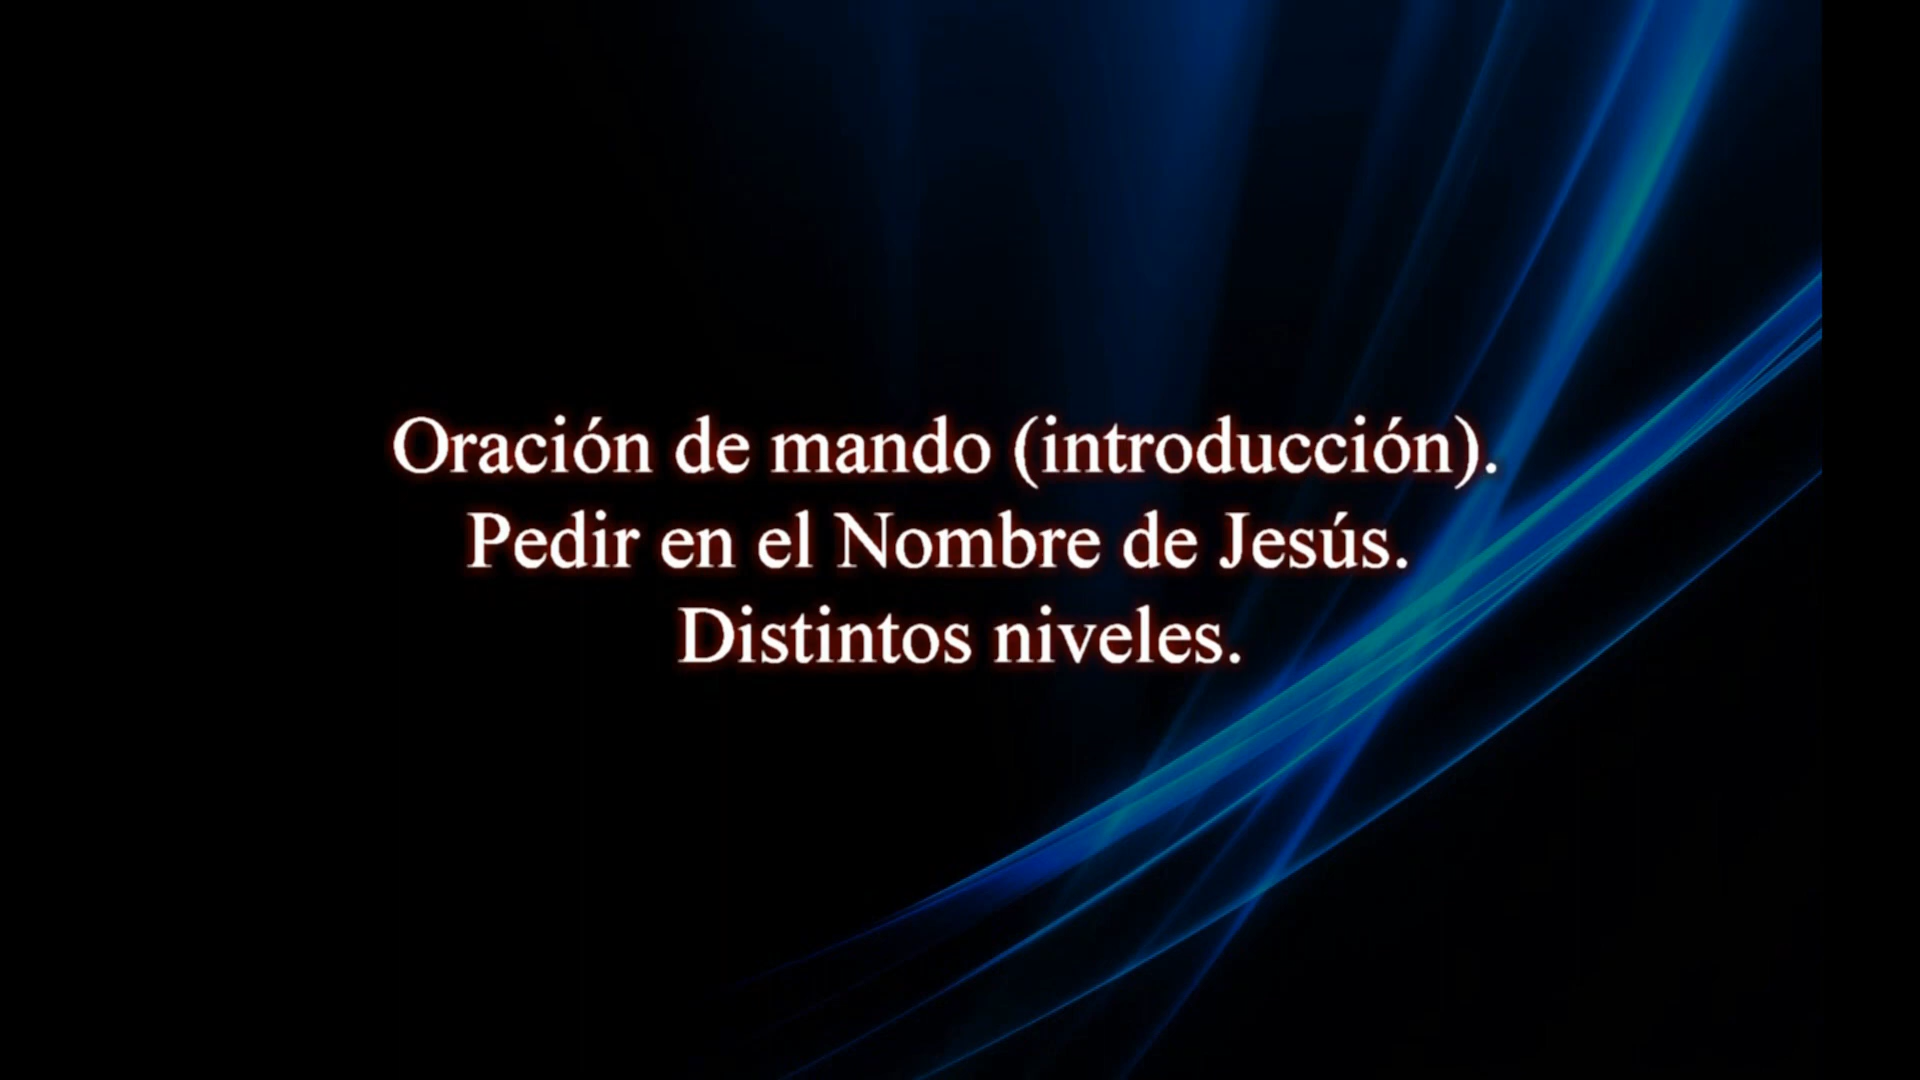 Oración de mando (introducción).
Pedir en el Nombre de Jesús.
Distintos niveles.